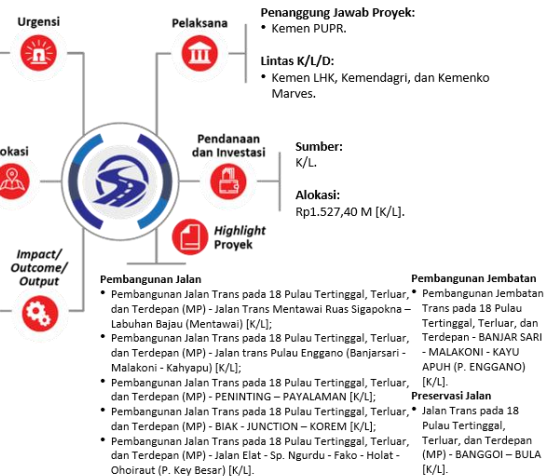 Urgensi
Pelaksana
Penanggung Jawab Proyek:
• Kemen PUPR.
Lintas K/L/D:
• Kemen LHK, Kemendagri, dan Kemenko
Marves.
okasi
Pendanaan
dan Investasi
Sumber:
K/L.
Alokasi:
Rp1.527,40 M [K/L].
Highlight
Proyek
Impact/
Outcome/
Output
Pembangunan Jalan
• Pembangunan Jalan Trans pada 18 Pulau Tertinggal, Terluar,
dan Terdepan (MP) - Jalan Trans Mentawai Ruas Sigapokna –
Labuhan Bajau (Mentawai) [K/L];
• Pembangunan Jalan Trans pada 18 Pulau Tertinggal, Terluar,
dan Terdepan (MP) - Jalan trans Pulau Enggano (Banjarsari -
Malakoni - Kahyapu) [K/L];
• Pembangunan Jalan Trans pada 18 Pulau Tertinggal, Terluar,
dan Terdepan (MP) - PENINTING – PAYALAMAN [K/L];
• Pembangunan Jalan Trans pada 18 Pulau Tertinggal, Terluar,
dan Terdepan (MP) - BIAK - JUNCTION – KOREM [K/L];
• Pembangunan Jalan Trans pada 18 Pulau Tertinggal, Terluar,
dan Terdepan (MP) - Jalan Elat - Sp. Ngurdu - Fako - Holat -
Ohoiraut (P. Key Besar) [K/L].
Pembangunan Jembatan
• Pembangunan Jembatan
Trans pada 18 Pulau
Tertinggal, Terluar, dan
Terdepan - BANJAR SARI
- MALAKONI - KAYU
APUH (P. ENGGANO)
[K/L].
Preservasi Jalan
• Jalan Trans pada 18
Pulau Tertinggal,
Terluar, dan Terdepan
(MP) - BANGGOI – BULA
[K/L].